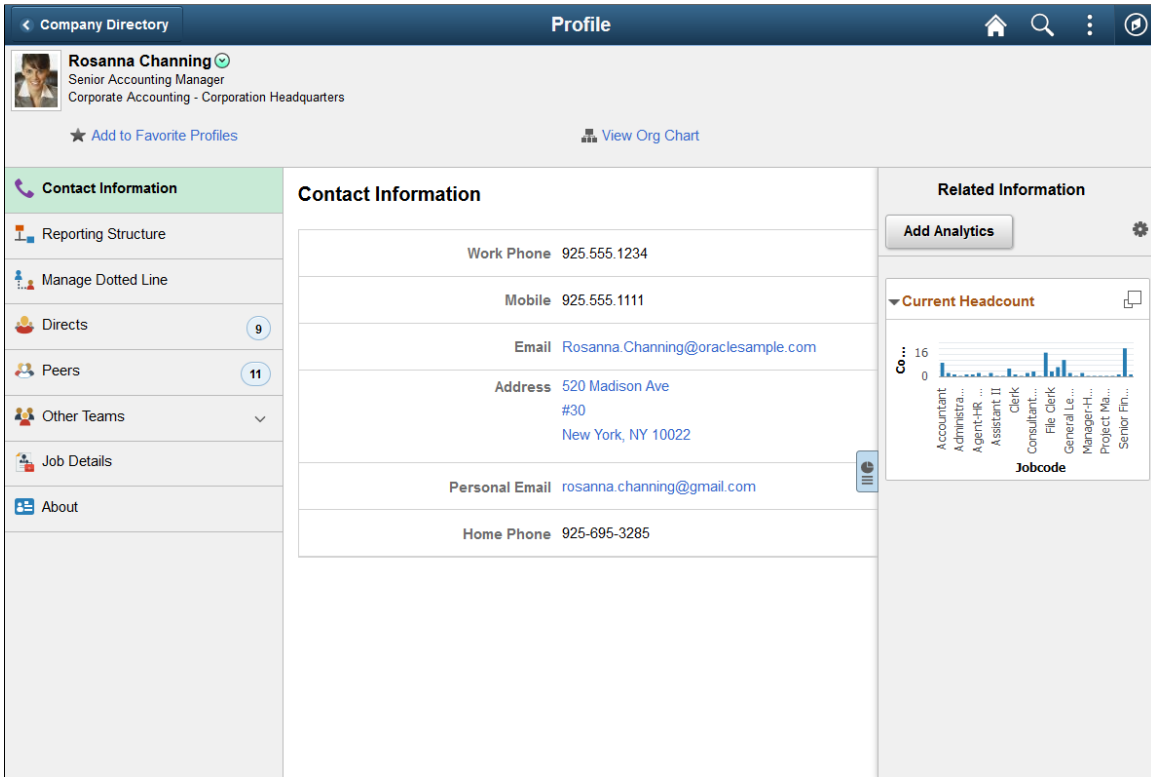 Company Directory
Profile
Rosanna Channing
Senior Accounting Manager
Corporate Accounting - Corporation Headquarters
Add to Favorite Profiles
View Org Chart
Contact Information
Reporting Structure
Manage Dotted Line
Directs 9
Peers 11
Other Teams
Job Details
About
Contact Information
Work Phone 925.555.1234
Mobile 925.555.1111
Email Rosanna.Channing@oraclesample.com
Address 520 Madison Ave
#30
New York, NY 10022
Personal Email rosanna.channing@gmail.com
Home Phone 925-695-3285
Related Information
Add Analytics
Current Headcount
Co...
16
0
Accountant
Administra...
Agent-HR ...
Assistant II
Clerk
Consultant...
File Clerk
General Le...
Manager-H...
Project Ma...
Senior Fin...
Jobcode